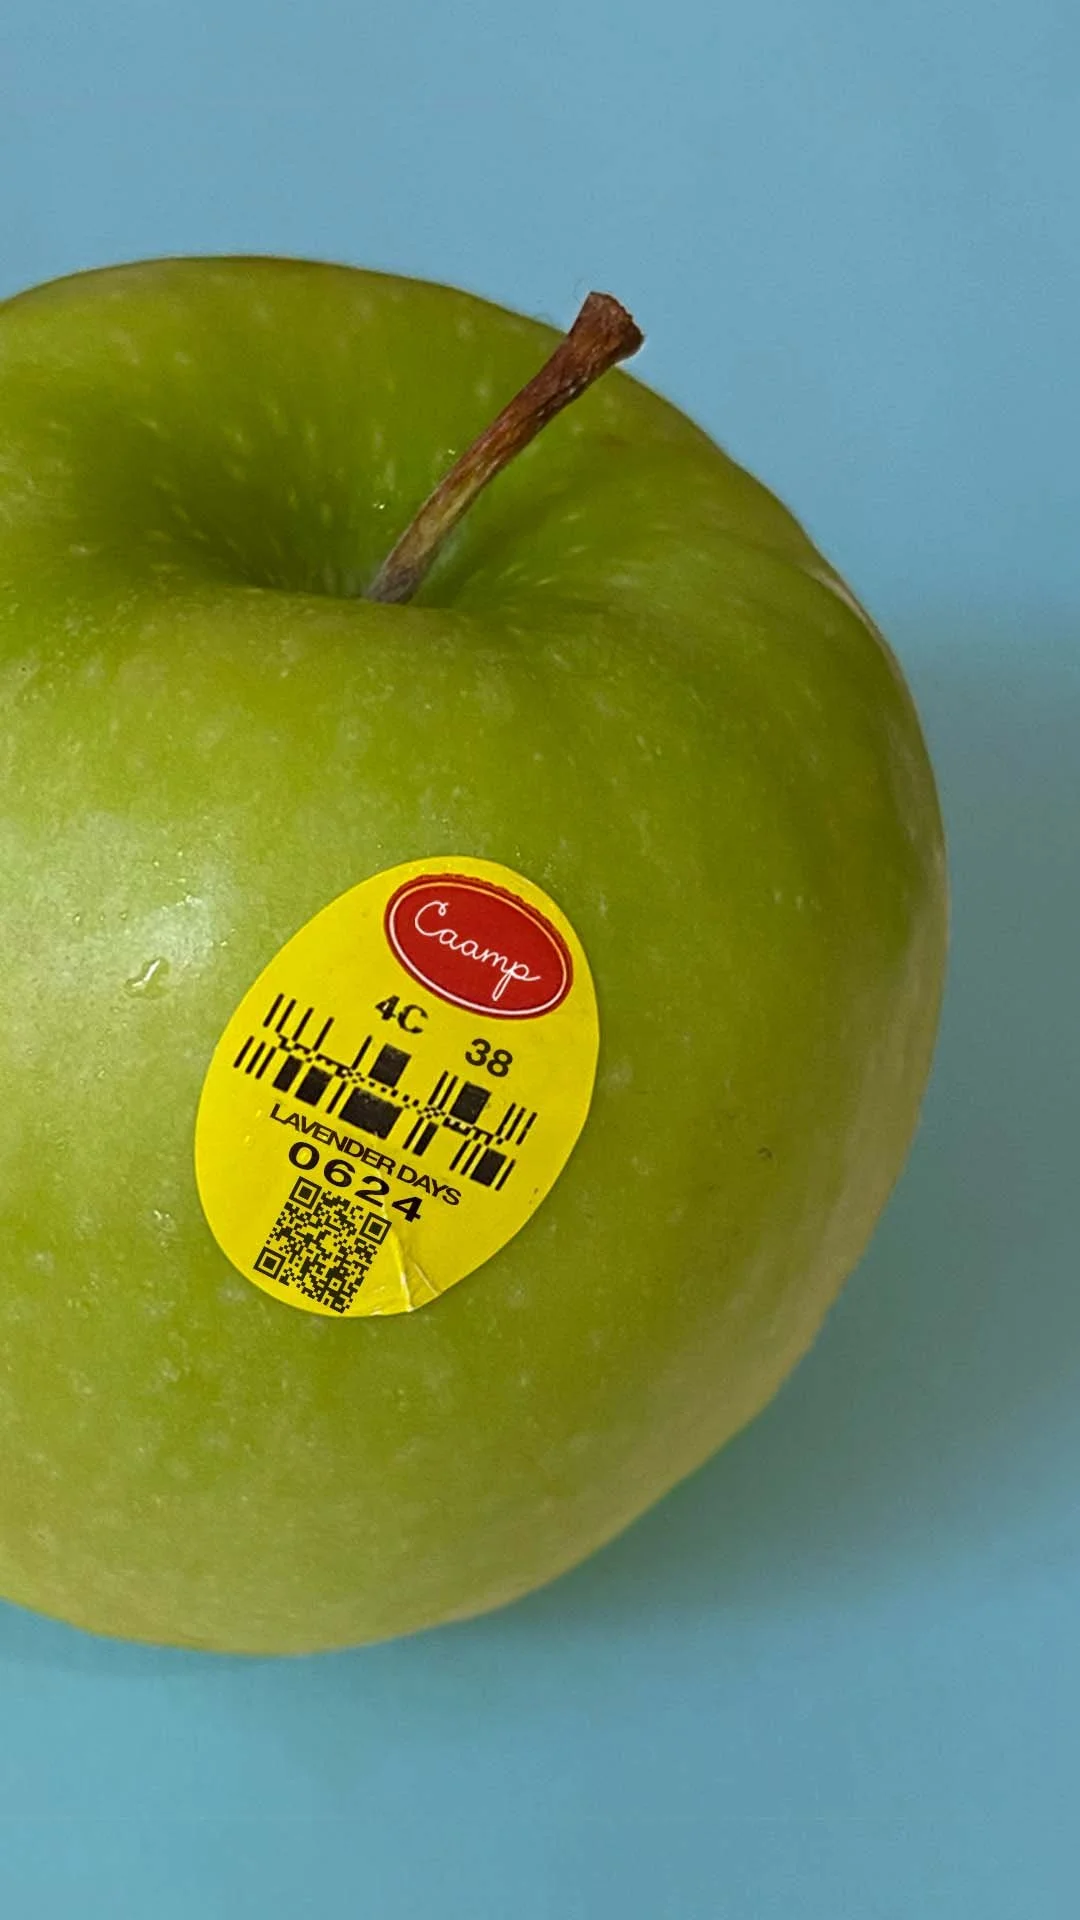 Caamp
4C 38
LAVENDER DAYS
0624